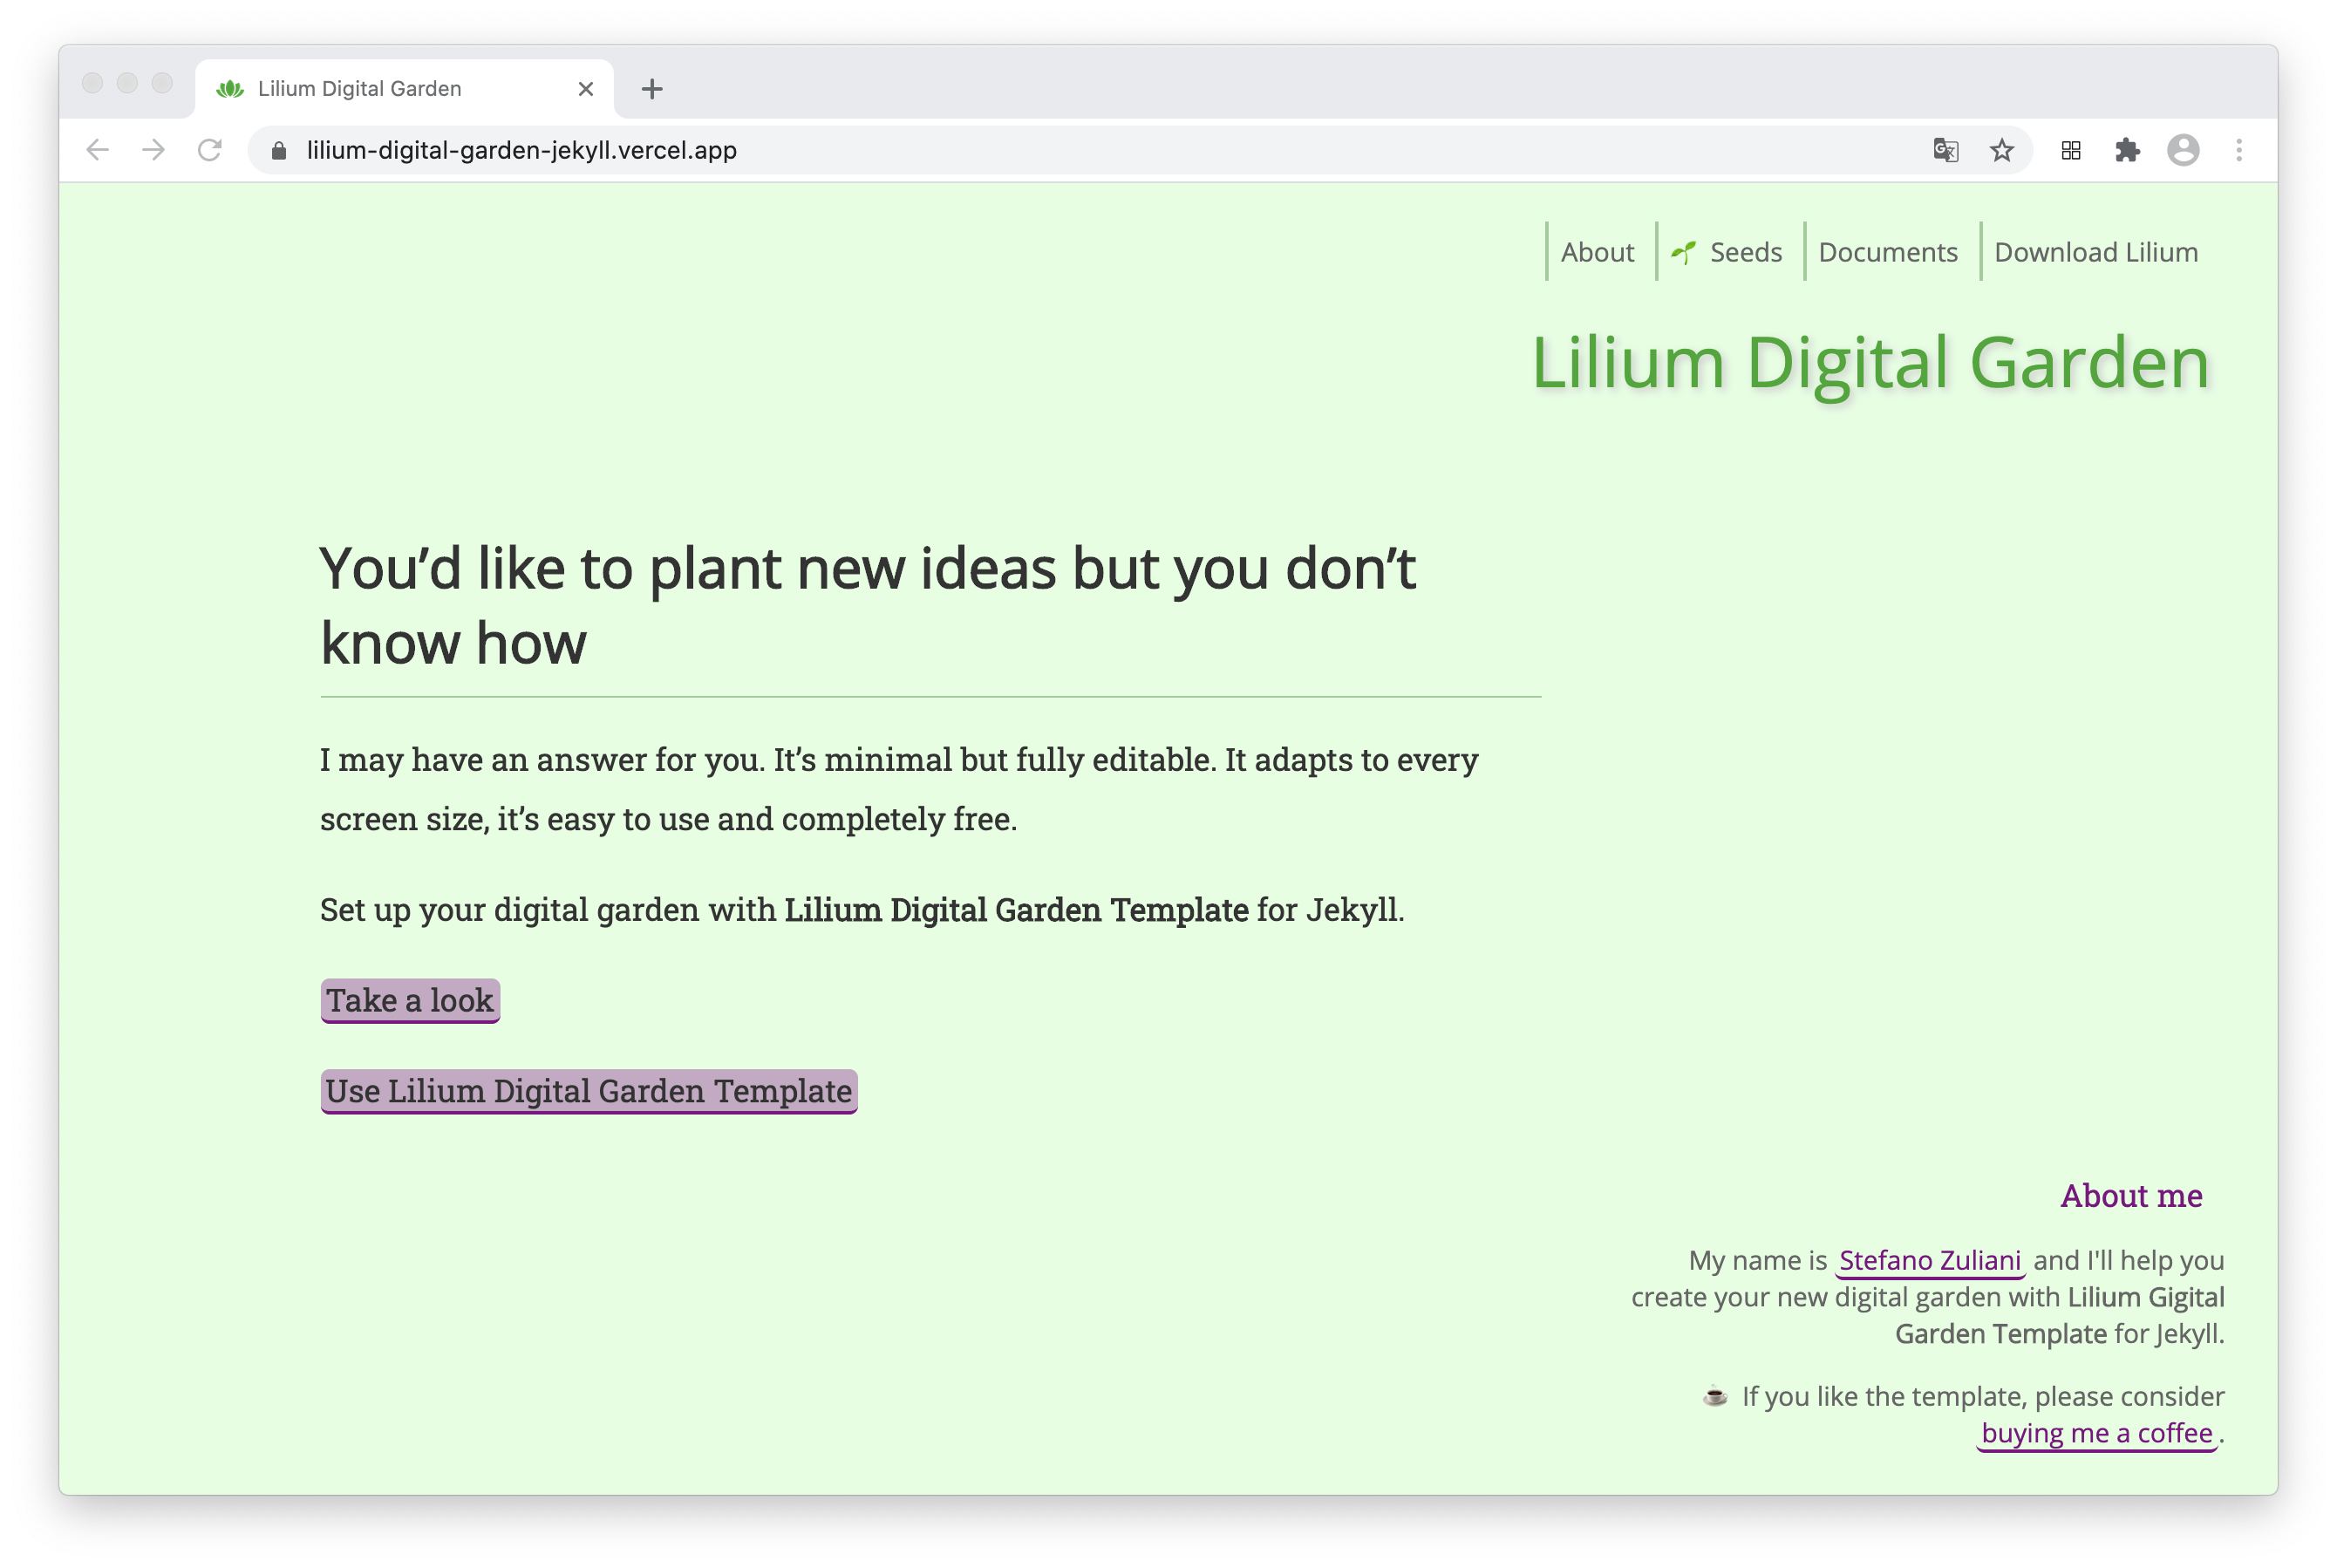 Lilium Digital Garden
lilium-digital-garden-jekyll.vercel.app
About
Seeds
Documents
Download Lilium
Lilium Digital Garden
You’d like to plant new ideas but you don’t
know how
I may have an answer for you. It’s minimal but fully editable. It adapts to every
screen size, it’s easy to use and completely free.
Set up your digital garden with Lilium Digital Garden Template for Jekyll.
Take a look
Use Lilium Digital Garden Template
About me
My name is Stefano Zuliani and I'll help you
create your new digital garden with Lilium Gigital
Garden Template for Jekyll.
If you like the template, please consider
buying me a coffee.